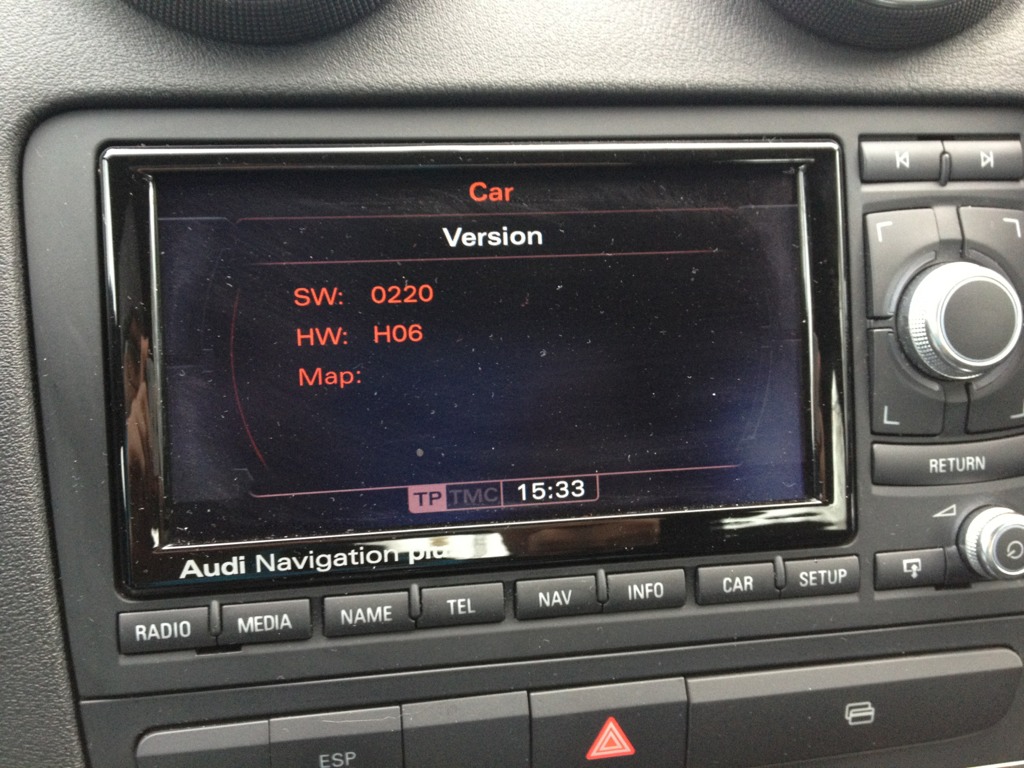 Car
Version
SW: 0220
HW: H06
Map:
TP TMC 15:33
Audi Navigation plus
RETURN
RADIO MEDIA NAME TEL NAV INFO CAR SETUP
ESP